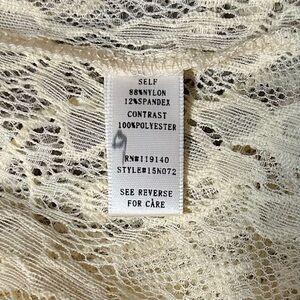 SELF
88%NYLON
12%SPANDEX
CONTRAST
100%POLYESTER
RN#119140
STYLE#15N072
SEE REVERSE
FOR CARE